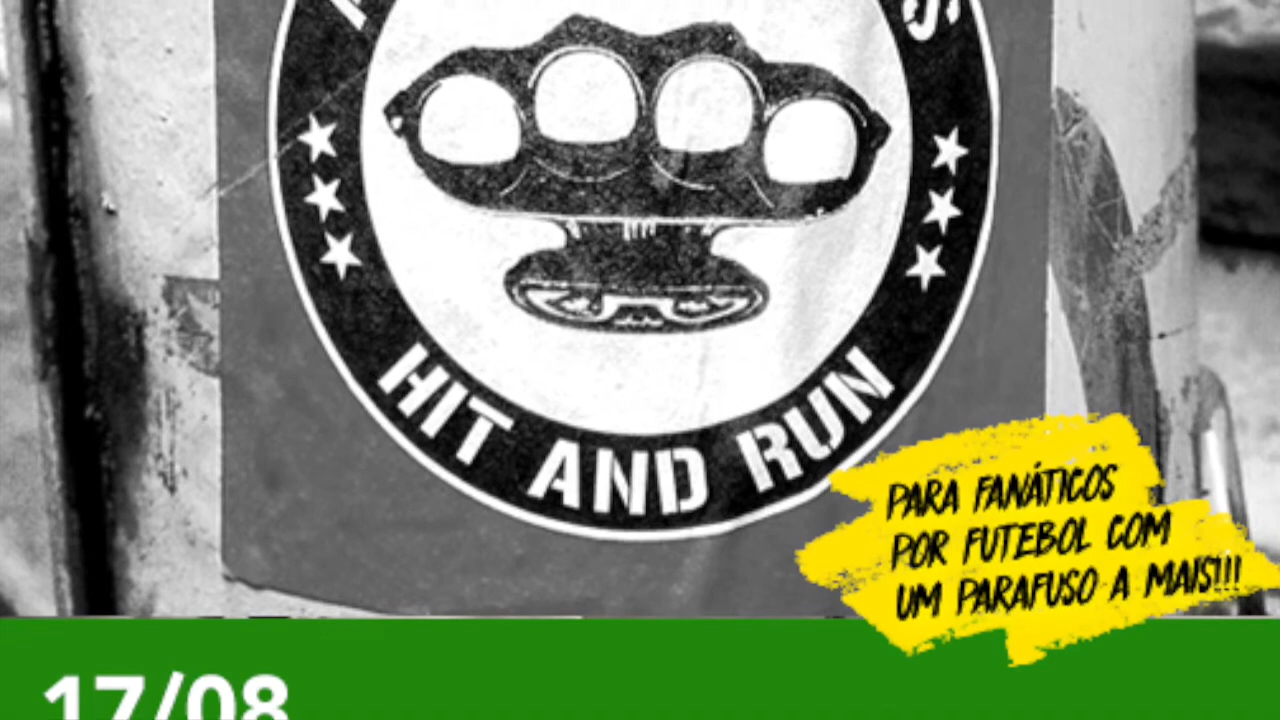 HIT AND RUN
PARA FANÁTICOS
POR FUTEBOL COM
UM PARAFUSO A MAIS!!!
17/08